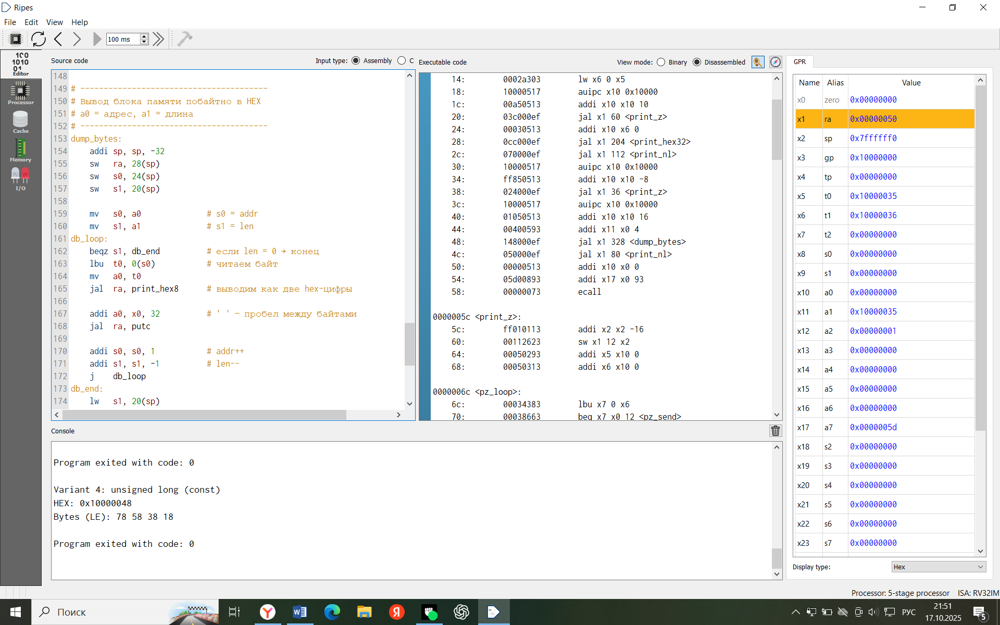 Ripes
File Edit View Help
100 ms
100
1010
01
Editor
Processor
Cache
Memory
I/O
Source code
Input type: Assembly C
148
149 # ----------------------------------------
150 # Вывод блока памяти побайтно в HEX
151 # a0 = адрес, a1 = длина
152 # ----------------------------------------
153 dump_bytes:
154 addi sp, sp, -32
155 sw ra, 28(sp)
156 sw s0, 24(sp)
157 sw s1, 20(sp)
158
159 mv s0, a0 # s0 = addr
160 mv s1, a1 # s1 = len
161 db_loop:
162 beqz s1, db_end # если len = 0 → конец
163 lbu t0, 0(s0) # читаем байт
164 mv a0, t0
165 jal ra, print_hex8 # выводим как две hex-цифры
166
167 addi a0, x0, 32 # ' ' — пробел между байтами
168 jal ra, putc
169
170 addi s0, s0, 1 # addr++
171 addi s1, s1, -1 # len--
172 j db_loop
173 db_end:
174 lw s1, 20(sp)
Executable code
View mode: Binary Disassembled
14: 0002a303 lw x6 0 x5
18: 10000517 auipc x10 0x10000
1c: 00a50513 addi x10 x10 10
20: 03c000ef jal x1 60 <print_z>
24: 00030513 addi x10 x6 0
28: 0cc000ef jal x1 204 <print_hex32>
2c: 070000ef jal x1 112 <print_nl>
30: 10000517 auipc x10 0x10000
34: ff850513 addi x10 x10 -8
38: 024000ef jal x1 36 <print_z>
3c: 10000517 auipc x10 0x10000
40: 01050513 addi x10 x10 16
44: 00400593 addi x11 x0 4
48: 148000ef jal x1 328 <dump_bytes>
4c: 050000ef jal x1 80 <print_nl>
50: 00000513 addi x10 x0 0
54: 05d00893 addi x17 x0 93
58: 00000073 ecall
0000005c <print_z>:
5c: ff010113 addi x2 x2 -16
60: 00112623 sw x1 12 x2
64: 00050293 addi x5 x10 0
68: 00050313 addi x6 x10 0
0000006c <pz_loop>:
6c: 00034383 lbu x7 0 x6
70: 00038663 beq x7 x0 12 <pz_send>
GPR
Name Alias Value
x0 zero 0x00000000
x1 ra 0x00000050
x2 sp 0x7ffffff0
x3 gp 0x10000000
x4 tp 0x00000000
x5 t0 0x10000035
x6 t1 0x10000036
x7 t2 0x00000000
x8 s0 0x00000000
x9 s1 0x00000000
x10 a0 0x00000000
x11 a1 0x10000035
x12 a2 0x00000001
x13 a3 0x00000000
x14 a4 0x00000000
x15 a5 0x00000000
x16 a6 0x00000000
x17 a7 0x0000005d
x18 s2 0x00000000
x19 s3 0x00000000
x20 s4 0x00000000
x21 s5 0x00000000
x22 s6 0x00000000
x23 s7 0x00000000
Display type: Hex
Console
Program exited with code: 0
Variant 4: unsigned long (const)
HEX: 0x10000048
Bytes (LE): 78 58 38 18
Program exited with code: 0
Processor: 5-stage processor ISA: RV32IM
Поиск
РУС
21:51
17.10.2025
5